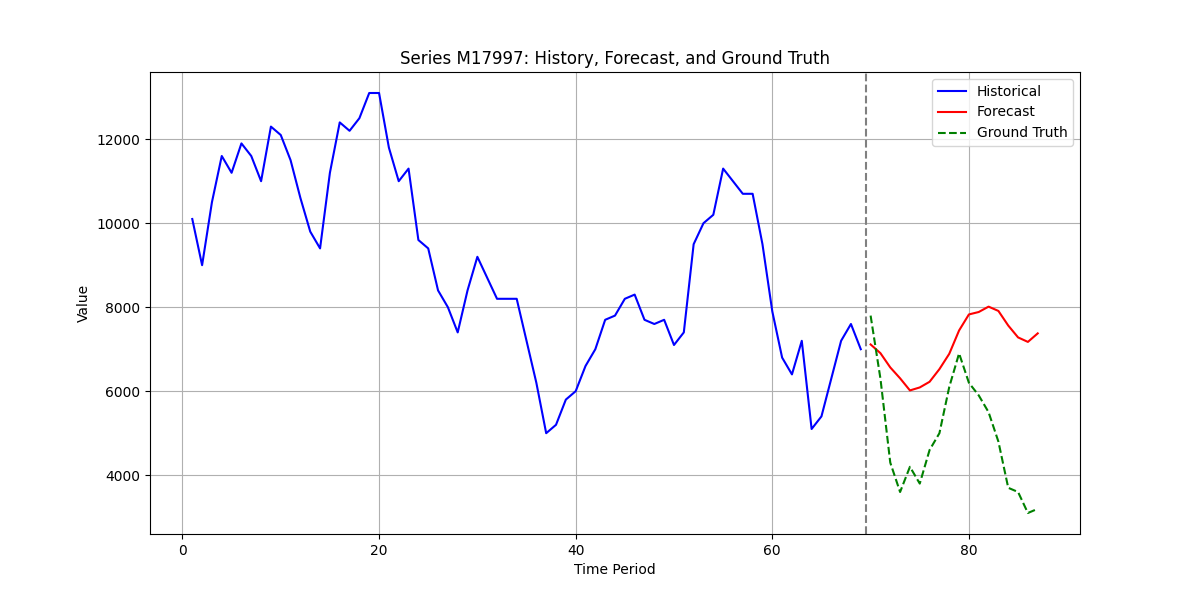 Series M17997: History, Forecast, and Ground Truth
Historical
Forecast
Ground Truth
12000
10000
8000
6000
4000
Value
0
20
40
60
80
Time Period